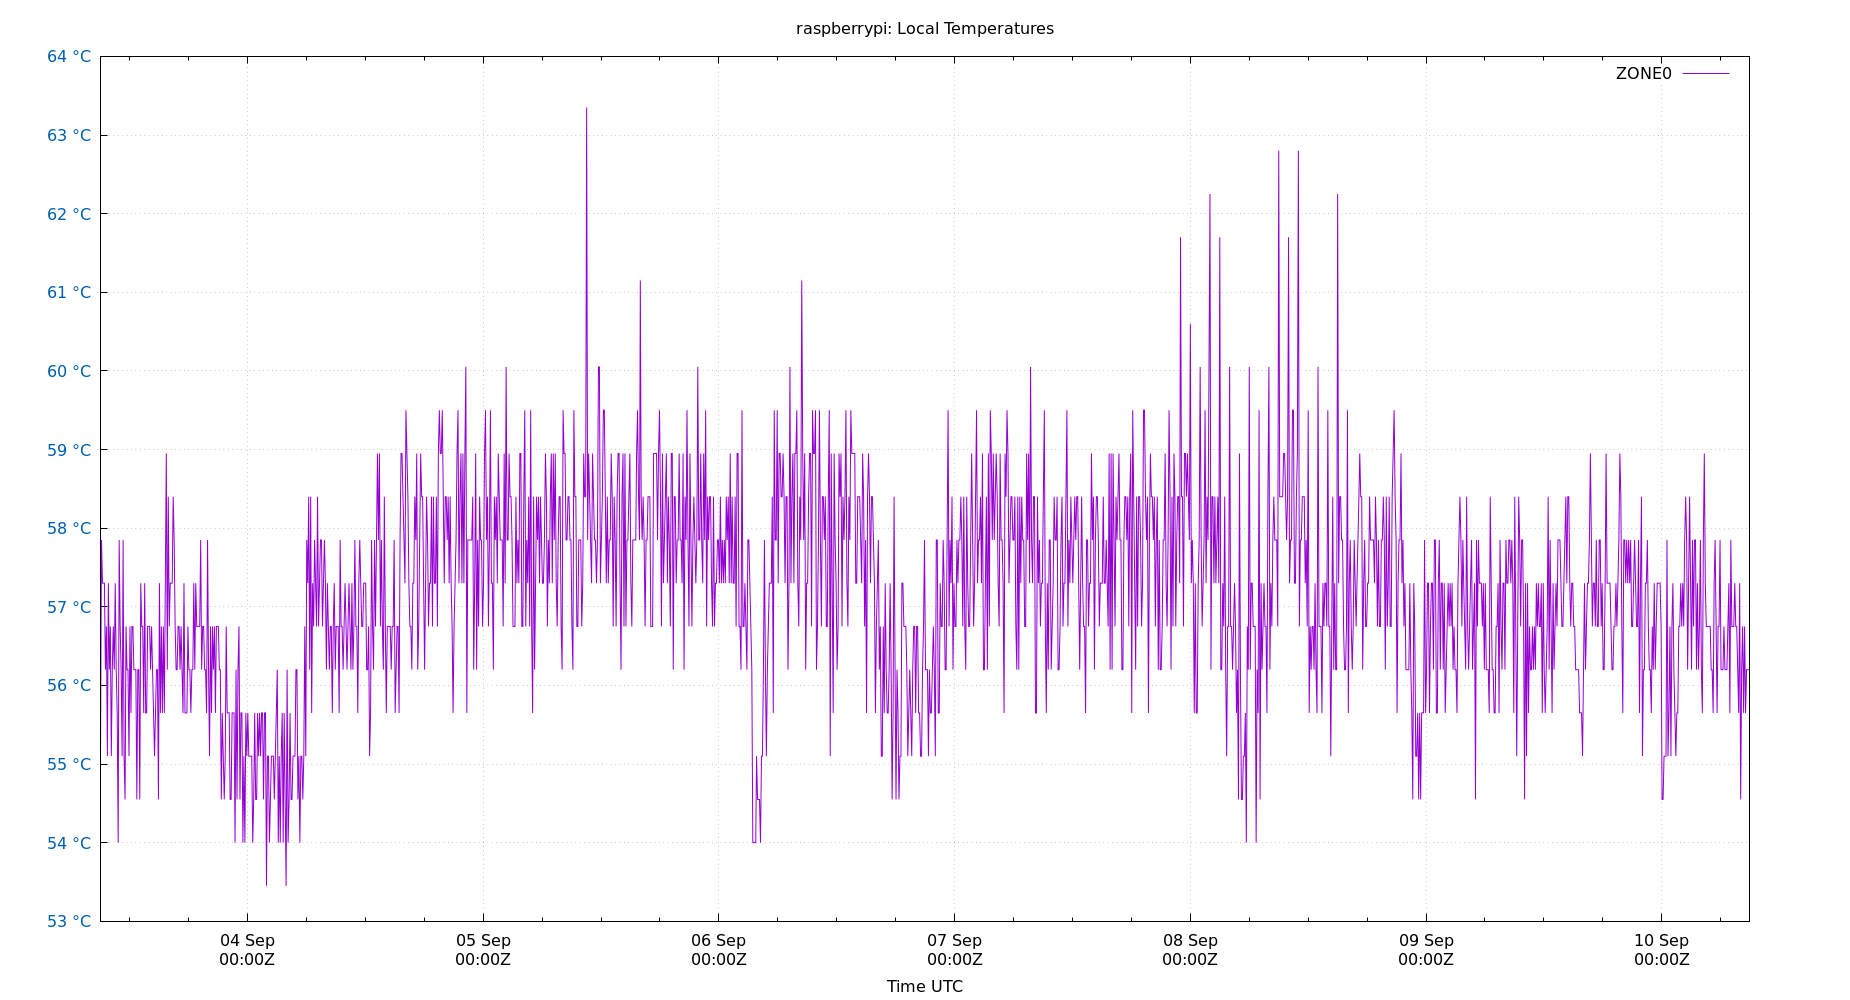 raspberrypi: Local Temperatures
64 °C
ZONE0
63 °C
62 °C
61 °C
60 °C
59 °C
58 °C
57 °C
56 °C
55 °C
54 °C
53 °C
04 Sep 05 Sep 06 Sep 07 Sep 08 Sep 09 Sep 10 Sep
00:00Z 00:00Z 00:00Z 00:00Z 00:00Z 00:00Z 00:00Z
Time UTC